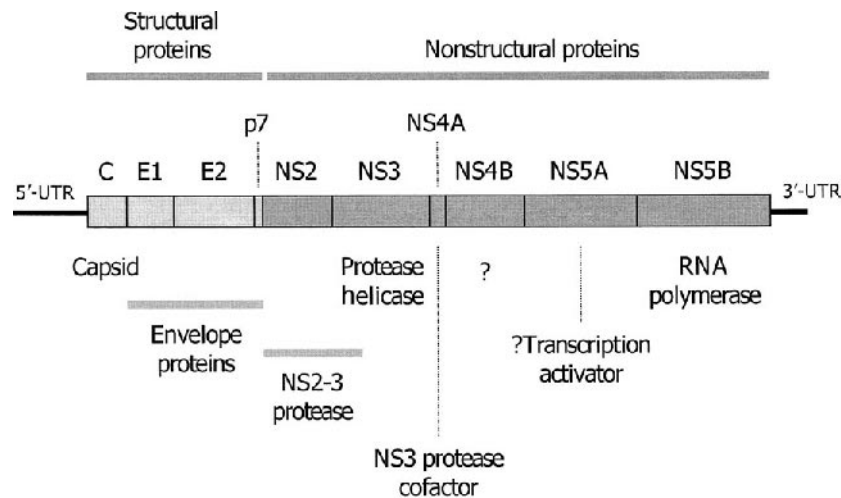 Structural
proteins
Nonstructural proteins
p7
NS4A
C E1 E2 NS2 NS3 NS4B NS5A NS5B
5′-UTR
3′-UTR
Capsid
Protease
helicase
?
RNA
polymerase
Envelope
proteins
?Transcription
activator
NS2-3
protease
NS3 protease
cofactor